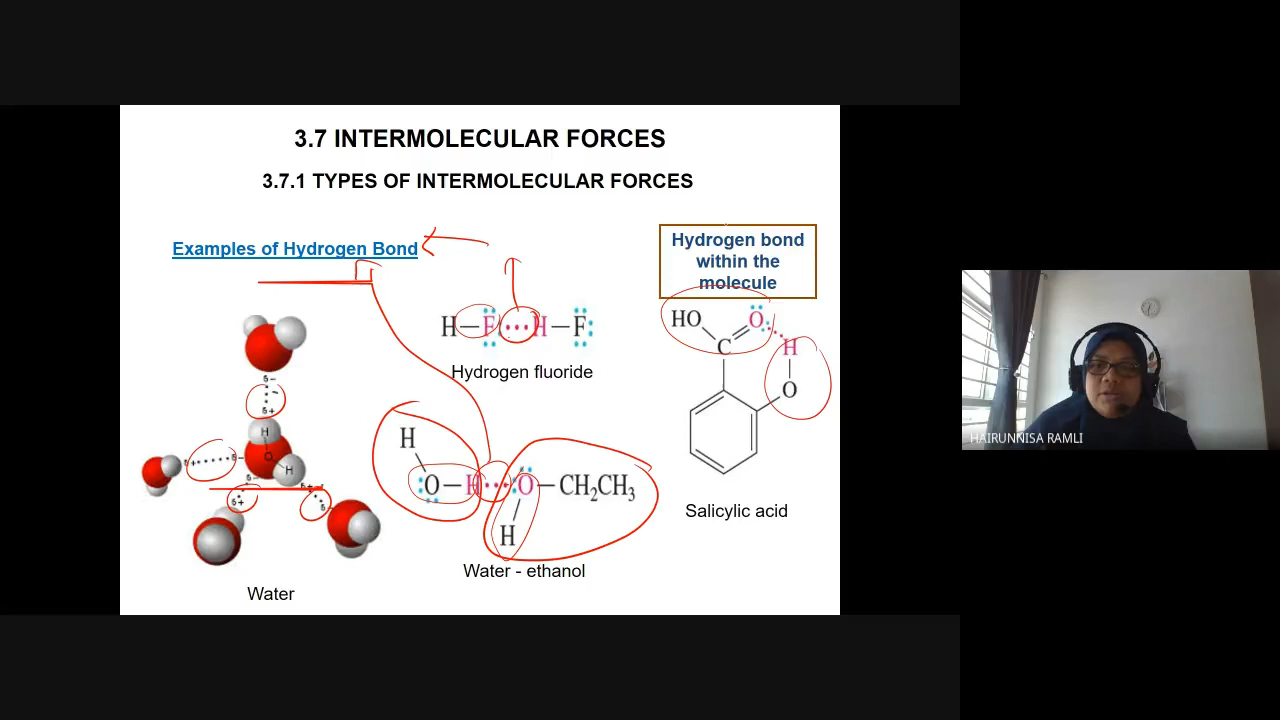 3.7 INTERMOLECULAR FORCES
3.7.1 TYPES OF INTERMOLECULAR FORCES
Examples of Hydrogen Bond
Hydrogen bond
within the
molecule
H–F···H–F
Hydrogen fluoride
HO
O
C
H
O
Salicylic acid
H
O–H···O–CH₂CH₃
H
Water - ethanol
δ−
δ+
H
O
H
δ+
δ−
δ−
δ+
δ+
δ−
Water
HAIRUNNISA RAMLI